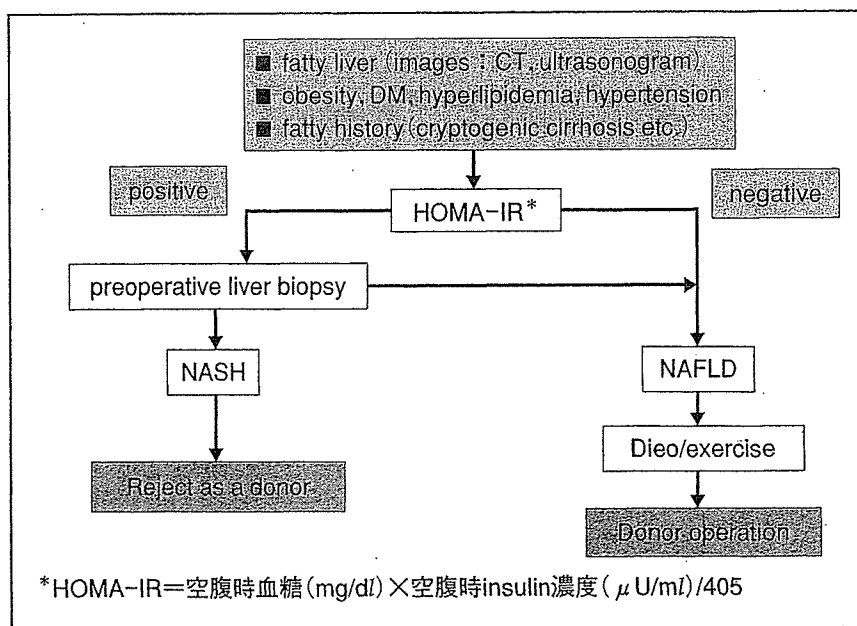 ■ fatty liver (images : CT, ultrasonogram)
■ obesity, DM, hyperlipidemia, hypertension
■ fatty history (cryptogenic cirrhosis etc.)
positive
negative
HOMA-IR*
preoperative liver biopsy
NASH
NAFLD
Dieo/exercise
Reject as a donor
Donor operation
*HOMA-IR=空腹時血糖(mg/dl)×空腹時insulin濃度(μU/ml)/405